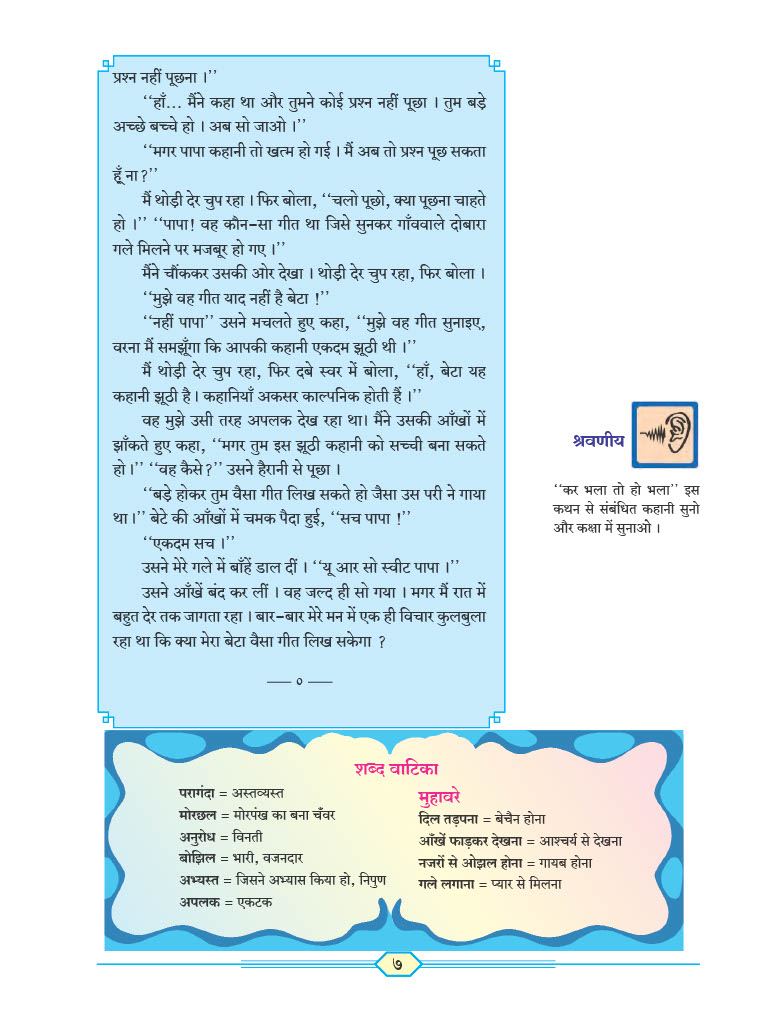 प्रश्न नहीं पूछना ।’’
‘‘हाँ... मैंने कहा था और तुमने कोई प्रश्न नहीं पूछा । तुम बड़े
अच्छे बच्चे हो । अब सो जाओ ।’’
‘‘मगर पापा कहानी तो खत्म हो गई । मैं अब तो प्रश्न पूछ सकता
हूँ ना ?’’
मैं थोड़ी देर चुप रहा । फिर बोला, ‘‘चलो पूछो, क्या पूछना चाहते
हो ।’’ ‘‘पापा! वह कौन-सा गीत था जिसे सुनकर गाँववाले दोबारा
गले मिलने पर मजबूर हो गए ।’’
मैंने चौंककर उसकी ओर देखा । थोड़ी देर चुप रहा, फिर बोला ।
‘‘मुझे वह गीत याद नहीं है बेटा !’’
‘‘नहीं पापा’’ उसने मचलते हुए कहा, ‘‘मुझे वह गीत सुनाइए,
वरना मैं समझूँगा कि आपकी कहानी एकदम झूठी थी ।’’
मैं थोड़ी देर चुप रहा, फिर दबे स्वर में बोला, ‘‘हाँ, बेटा यह
कहानी झूठी है । कहानियाँ अकसर काल्पनिक होती हैं ।’’
वह मुझे उसी तरह अपलक देख रहा था। मैंने उसकी आँखों में
झाँकते हुए कहा, ‘‘मगर तुम इस झूठी कहानी को सच्ची बना सकते
हो।’’ ‘‘वह कैसे ?’’ उसने हैरानी से पूछा ।
‘‘बड़े होकर तुम वैसा गीत लिख सकते हो जैसा उस परी ने गाया
था।’’ बेटे की आँखों में चमक पैदा हुई, ‘‘सच पापा !’’
‘‘एकदम सच ।’’
उसने मेरे गले में बाँहें डाल दीं । ‘‘यू आर सो स्वीट पापा ।’’
उसने आँखें बंद कर लीं । वह जल्द ही सो गया । मगर मैं रात में
बहुत देर तक जागता रहा । बार-बार मेरे मन में एक ही विचार कुलबुला
रहा था कि क्या मेरा बेटा वैसा गीत लिख सकेगा ?
— ० —
श्रवणीय
‘‘कर भला तो हो भला’’ इस
कथन से संबंधित कहानी सुनो
और कक्षा में सुनाओ ।
शब्द वाटिका
परागंदा = अस्तव्यस्त
मोरछल = मोरपंख का बना चँवर
अनुरोध = विनती
बोझिल = भारी, वजनदार
अभ्यस्त = जिसने अभ्यास किया हो, निपुण
अपलक = एकटक
मुहावरे
दिल तड़पना = बेचैन होना
आँखें फाड़कर देखना = आश्चर्य से देखना
नजरों से ओझल होना = गायब होना
गले लगाना = प्यार से मिलना
७